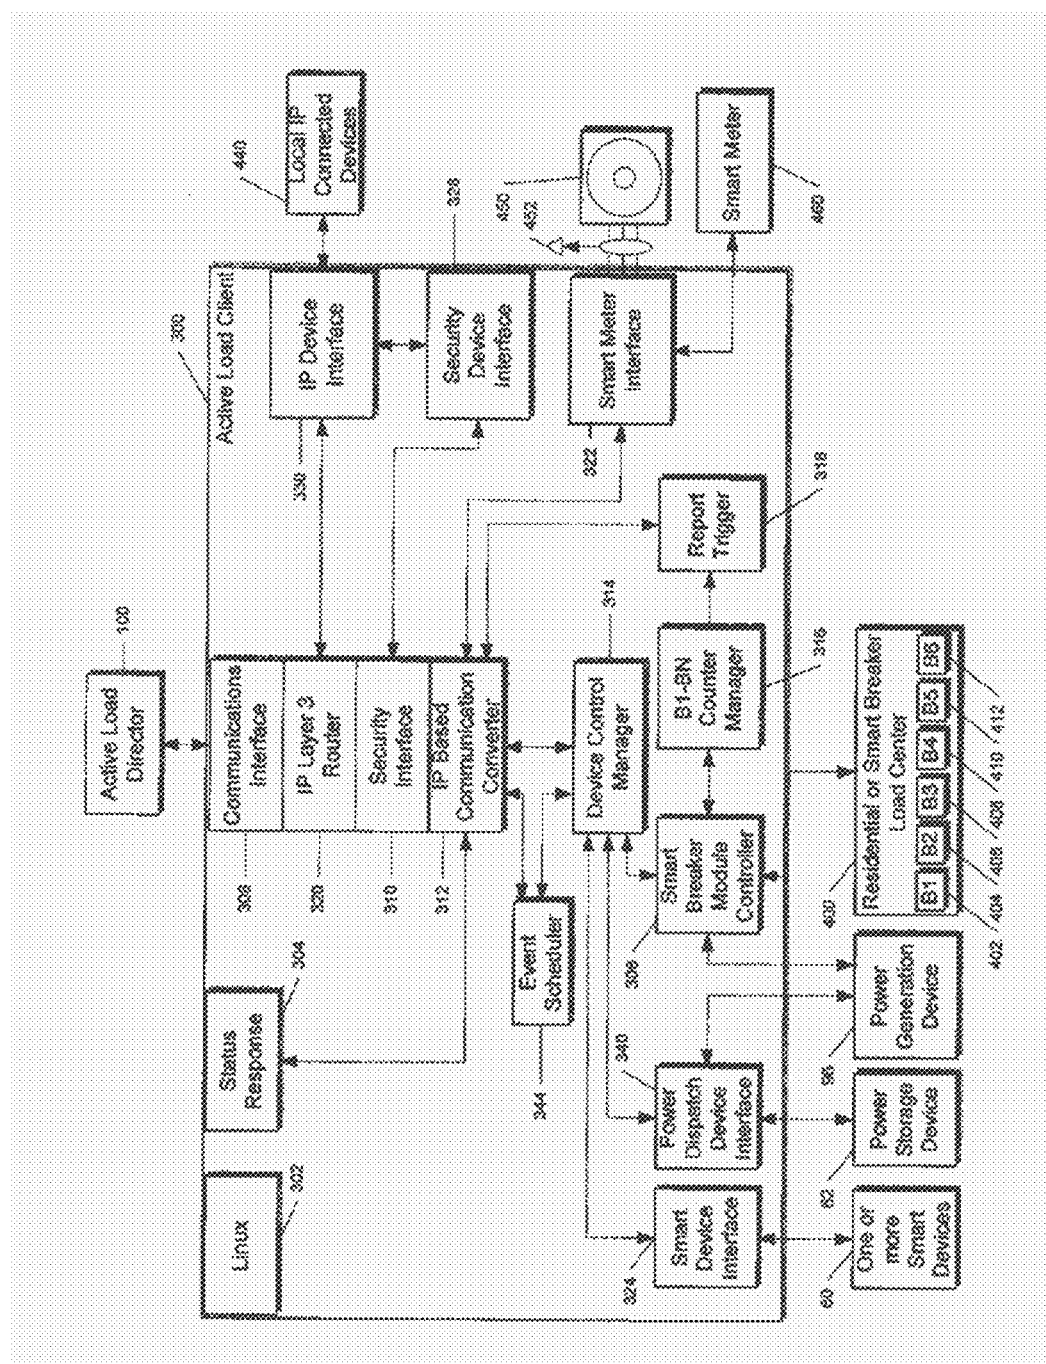 Active Load
Director
100
Active Load Client
300
Linux
302
Status
Response
304
Communications
Interface
308
IP Layer 3
Router
320
Security
Interface
310
IP Based
Communication
Converter
312
IP Device
Interface
330
Local IP
Connected
Devices
440
Security
Device
Interface
328
Smart Meter
Interface
322
450
452
Smart Meter
460
Event
Scheduler
344
Device Control
Manager
314
Report
Trigger
318
B1-BN
Counter
Manager
316
Smart
Breaker
Module
Controller
306
Power
Dispatch
Device
Interface
340
Smart
Device
Interface
324
One or
more
Smart
Devices
60
Power
Storage
Device
62
Power
Generation
Device
96
Residential or Smart Breaker
Load Center
400
B1
B2
B3
B4
B5
B6
402
404
406
408
410
412